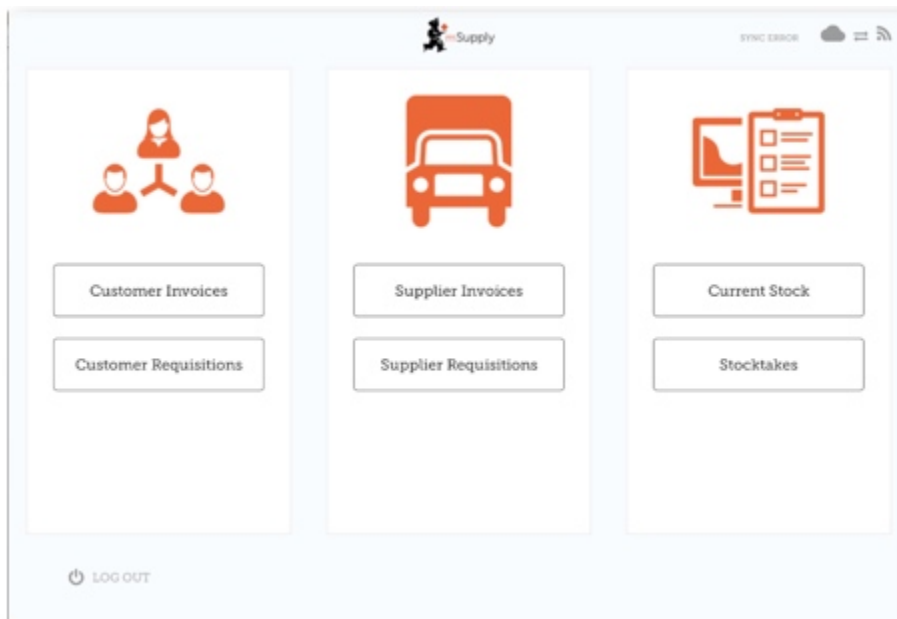 mSupply
SYNC ERROR
Customer Invoices
Supplier Invoices
Current Stock
Customer Requisitions
Supplier Requisitions
Stocktakes
LOG OUT